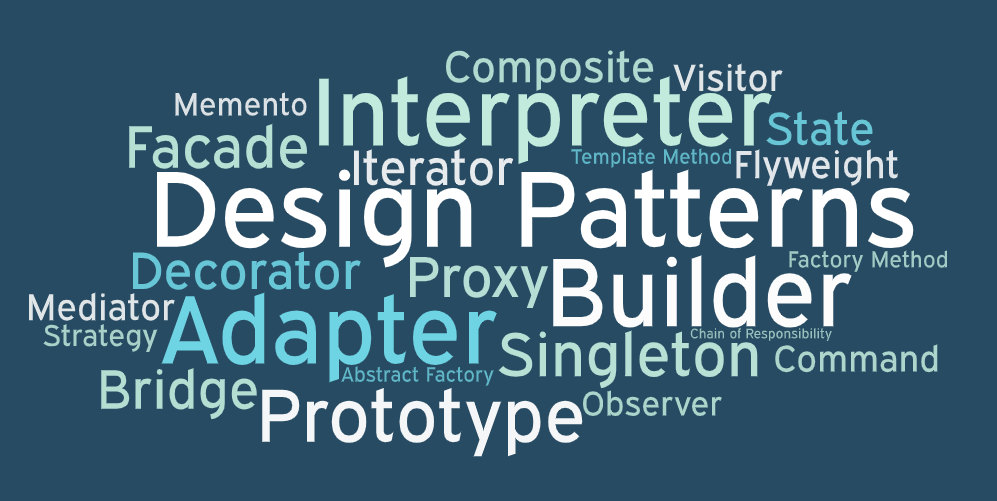 Composite
Visitor
Memento
Interpreter
State
Facade
Iterator
Template Method
Flyweight
Design Patterns
Decorator
Proxy
Builder
Factory Method
Mediator
Adapter
Strategy
Chain of Responsibility
Singleton
Command
Abstract Factory
Bridge
Prototype
Observer